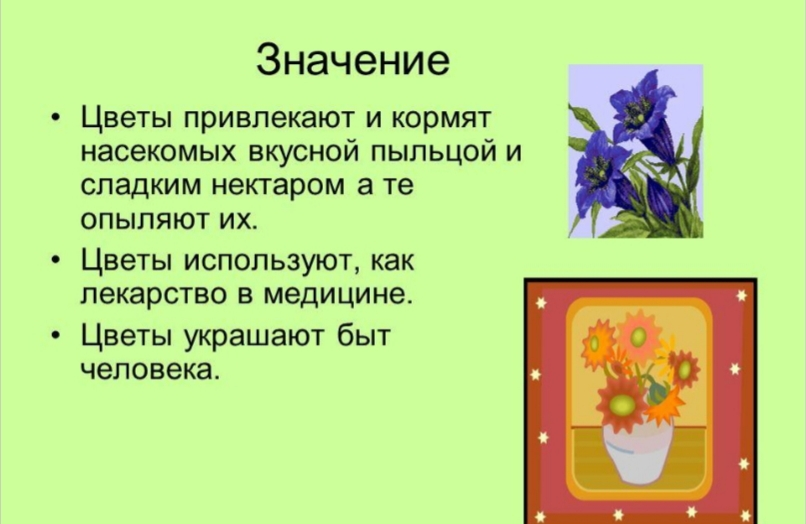 Значение
• Цветы привлекают и кормят
насекомых вкусной пыльцой и
сладким нектаром а те
опыляют их.
• Цветы используют, как
лекарство в медицине.
• Цветы украшают быт
человека.